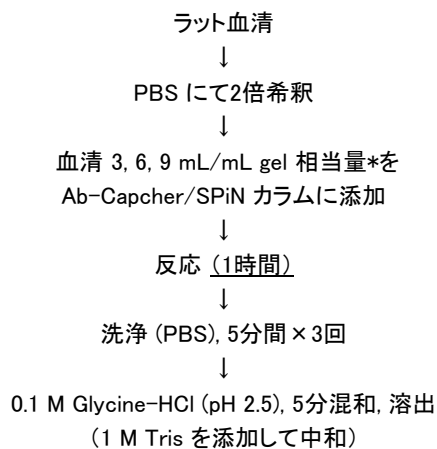 ラット血清
↓
PBS にて2倍希釈
↓
血清 3, 6, 9 mL/mL gel 相当量*を
Ab-Capcher/SPiN カラムに添加
↓
反応 (1時間)
↓
洗浄 (PBS), 5分間×3回
↓
0.1 M Glycine-HCl (pH 2.5), 5分混和, 溶出
(1 M Tris を添加して中和)